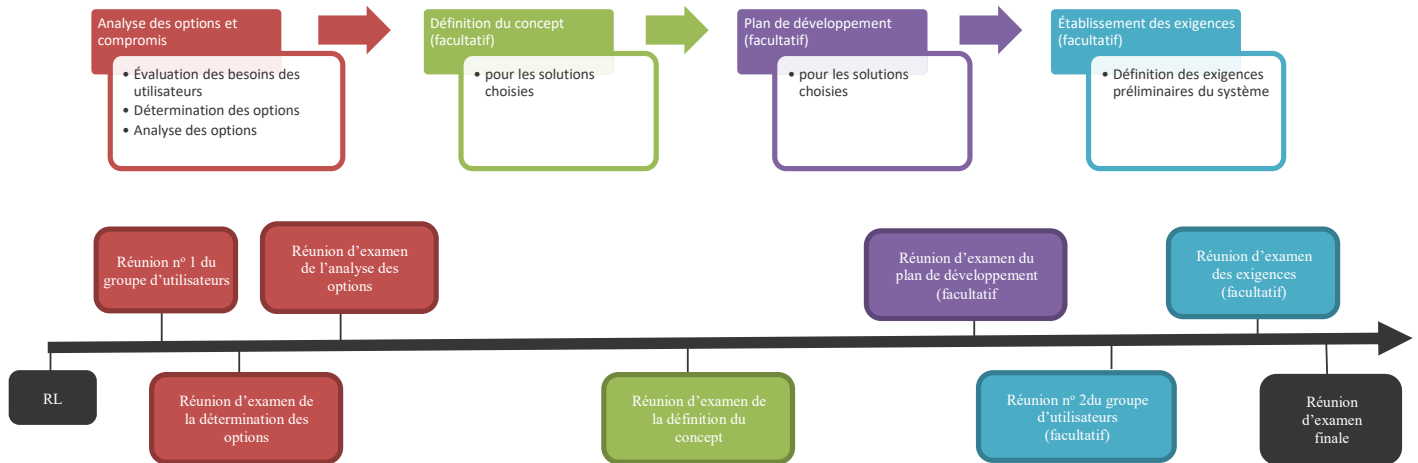 Analyse des options et
compromis
• Évaluation des besoins des
utilisateurs
• Détermination des options
• Analyse des options
Définition du concept
(facultatif)
• pour les solutions
choisies
Plan de développement
(facultatif)
• pour les solutions
choisies
Établissement des exigences
(facultatif)
• Définition des exigences
préliminaires du système
Réunion nº 1 du
groupe d’utilisateurs
Réunion d’examen
de l’analyse des
options
Réunion d’examen du
plan de développement
(facultatif
Réunion d’examen
des exigences
(facultatif)
RL
Réunion d’examen de
la détermination des
options
Réunion d’examen de
la définition du
concept
Réunion nº 2du groupe
d’utilisateurs
(facultatif)
Réunion
d’examen
finale